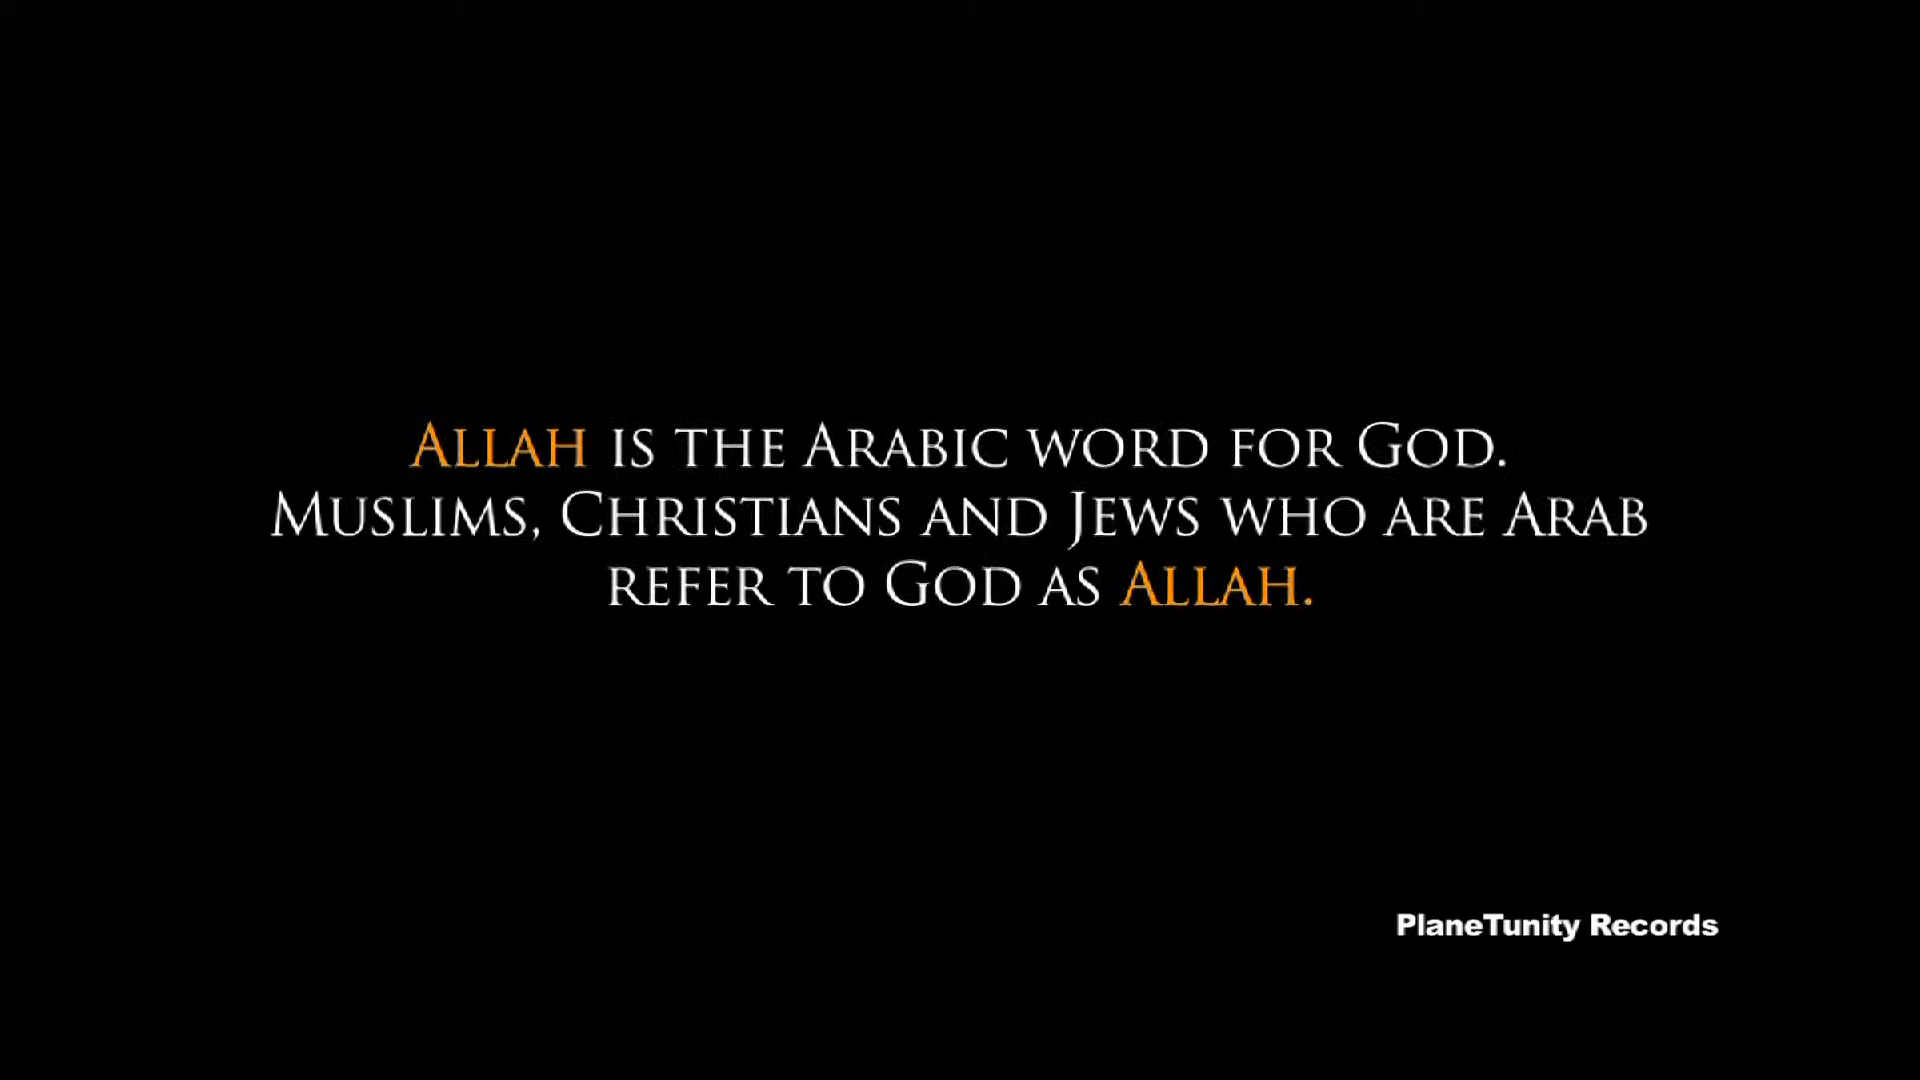 Allah is the Arabic word for God.
Muslims, Christians and Jews who are Arab
refer to God as Allah.
PlaneTunity Records